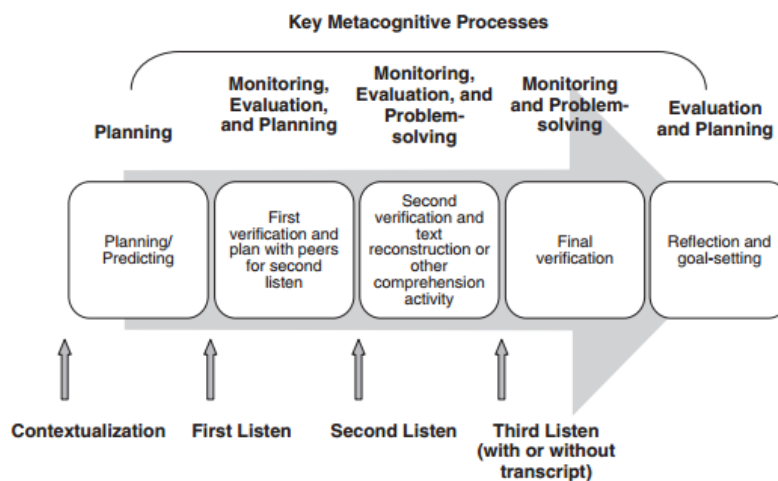 Key Metacognitive Processes
Planning
Monitoring,
Evaluation,
and Planning
Monitoring,
Evaluation, and
Problem-
solving
Monitoring
and Problem-
solving
Evaluation
and Planning
Planning/
Predicting
First
verification and
plan with peers
for second
listen
Second
verification and
text
reconstruction or
other
comprehension
activity
Final
verification
Reflection and
goal-setting
Contextualization
First Listen
Second Listen
Third Listen
(with or without
transcript)